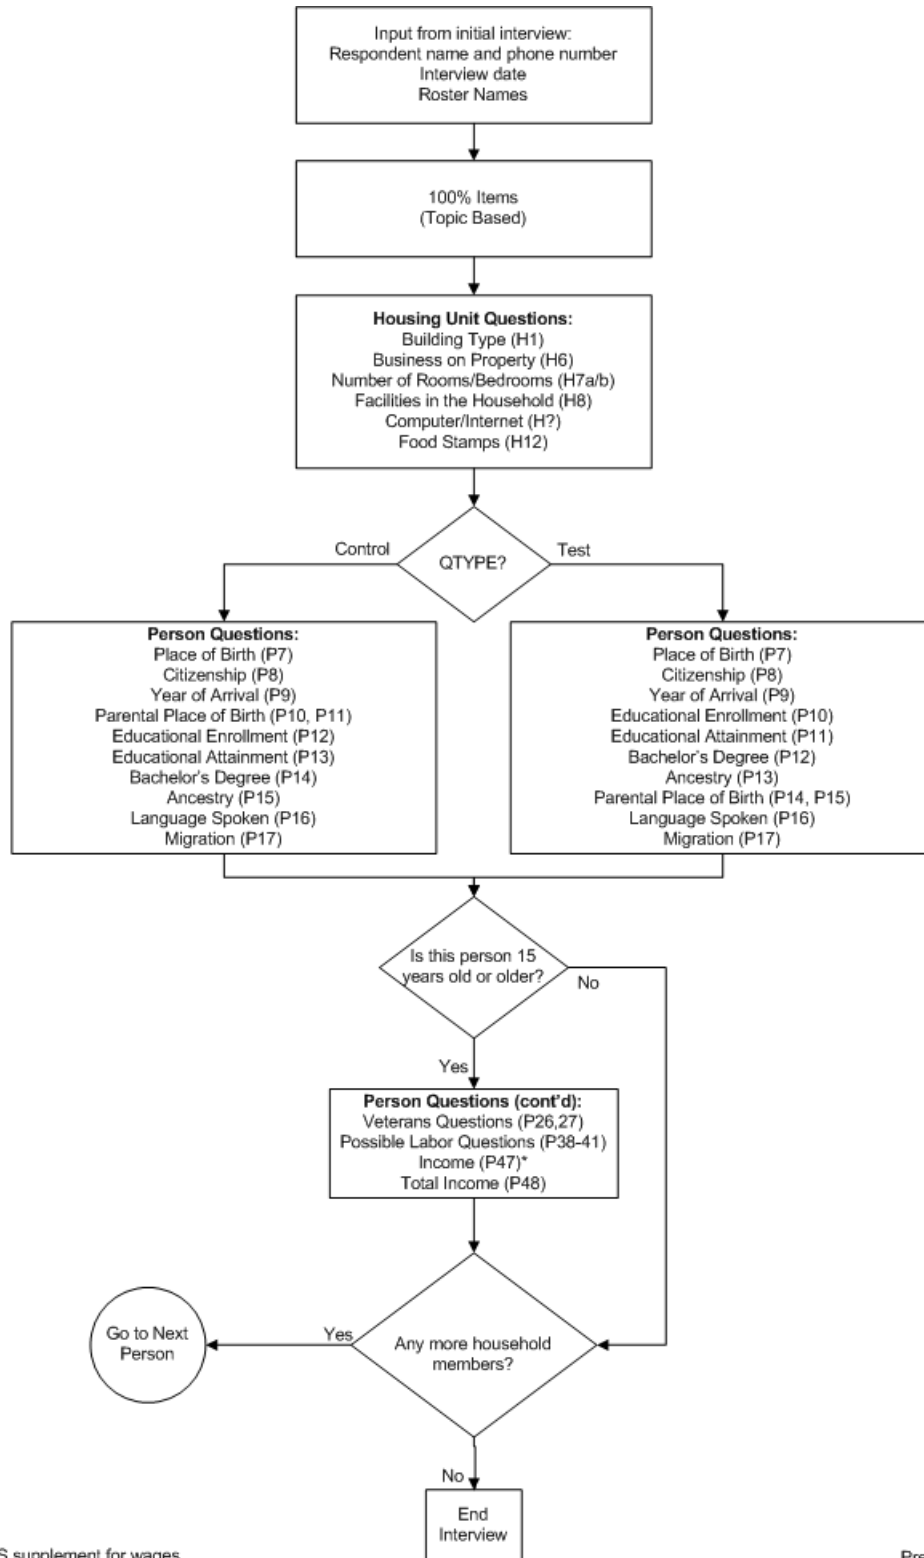 Input from initial interview:
Respondent name and phone number
Interview date
Roster Names
100% Items
(Topic Based)
Housing Unit Questions:
Building Type (H1)
Business on Property (H6)
Number of Rooms/Bedrooms (H7a/b)
Facilities in the Household (H8)
Computer/Internet (H?)
Food Stamps (H12)
QTYPE?
Control
Test
Person Questions:
Place of Birth (P7)
Citizenship (P8)
Year of Arrival (P9)
Parental Place of Birth (P10, P11)
Educational Enrollment (P12)
Educational Attainment (P13)
Bachelor's Degree (P14)
Ancestry (P15)
Language Spoken (P16)
Migration (P17)
Person Questions:
Place of Birth (P7)
Citizenship (P8)
Year of Arrival (P9)
Educational Enrollment (P10)
Educational Attainment (P11)
Bachelor's Degree (P12)
Ancestry (P13)
Parental Place of Birth (P14, P15)
Language Spoken (P16)
Migration (P17)
Is this person 15
years old or older?
No
Yes
Person Questions (cont'd):
Veterans Questions (P26,27)
Possible Labor Questions (P38-41)
Income (P47)*
Total Income (P48)
Any more household
members?
Yes
Go to Next
Person
No
End
Interview
S supplement for wages